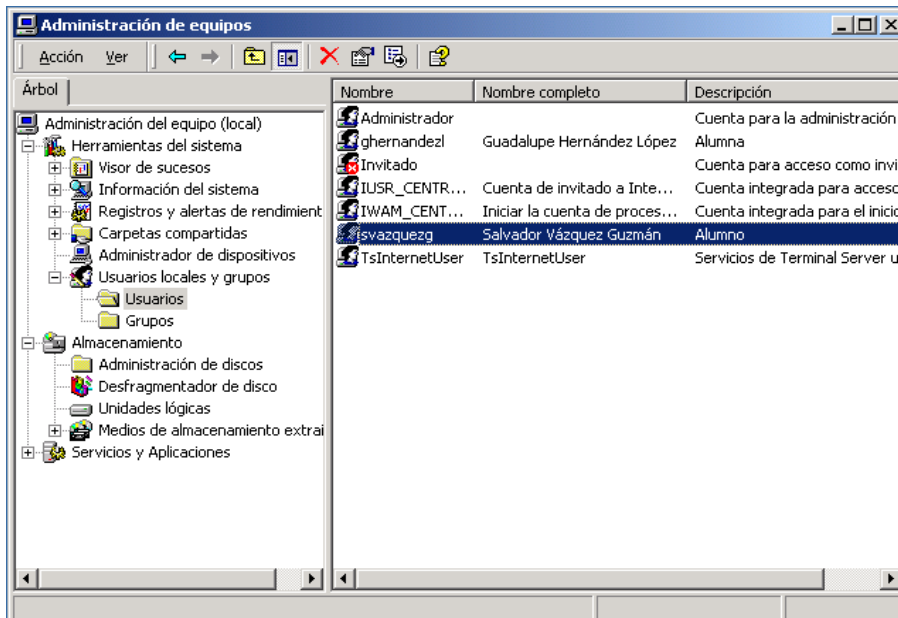 Administración de equipos
Acción Ver
Árbol
Nombre Nombre completo Descripción
Administración del equipo (local)
Herramientas del sistema
Visor de sucesos
Información del sistema
Registros y alertas de rendimient
Carpetas compartidas
Administrador de dispositivos
Usuarios locales y grupos
Usuarios
Grupos
Almacenamiento
Administración de discos
Desfragmentador de disco
Unidades lógicas
Medios de almacenamiento extrai
Servicios y Aplicaciones
Administrador Cuenta para la administración
ghernandezl Guadalupe Hernández López Alumna
Invitado Cuenta para acceso como invi
IUSR_CENTR... Cuenta de invitado a Inte... Cuenta integrada para acceso
IWAM_CENT... Iniciar la cuenta de proces... Cuenta integrada para el inicio
svazquezg Salvador Vázquez Guzmán Alumno
TsInternetUser TsInternetUser Servicios de Terminal Server u